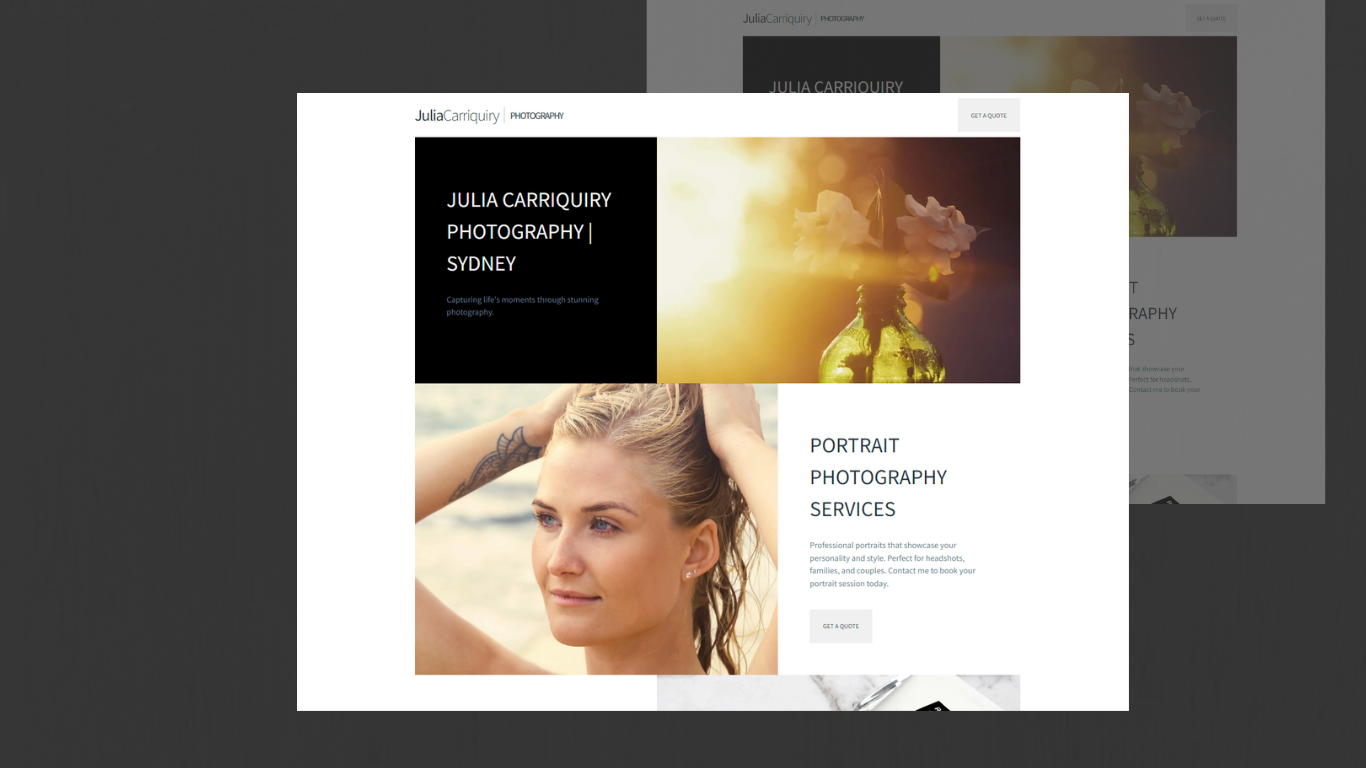 JuliaCarriquiry | PHOTOGRAPHY
GET A QUOTE
JULIA CARRIQUIRY
JuliaCarriquiry | PHOTOGRAPHY
GET A QUOTE
JULIA CARRIQUIRY
PHOTOGRAPHY |
SYDNEY
Capturing life's moments through stunning
photography.
T
RAPHY
S
that showcase your
Perfect for headshots,
Contact me to book your
PORTRAIT
PHOTOGRAPHY
SERVICES
Professional portraits that showcase your
personality and style. Perfect for headshots,
families, and couples. Contact me to book your
portrait session today.
GET A QUOTE